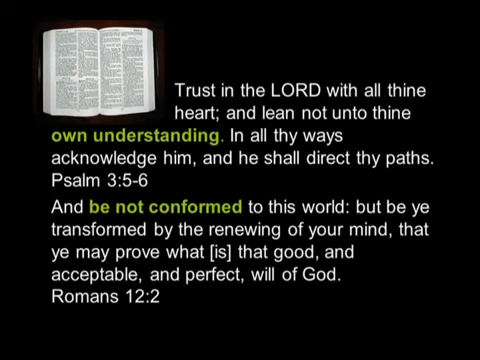 Trust in the LORD with all thine
heart; and lean not unto thine
own understanding. In all thy ways
acknowledge him, and he shall direct thy paths.
Psalm 3:5-6
And be not conformed to this world: but be ye
transformed by the renewing of your mind, that
ye may prove what [is] that good, and
acceptable, and perfect, will of God.
Romans 12:2